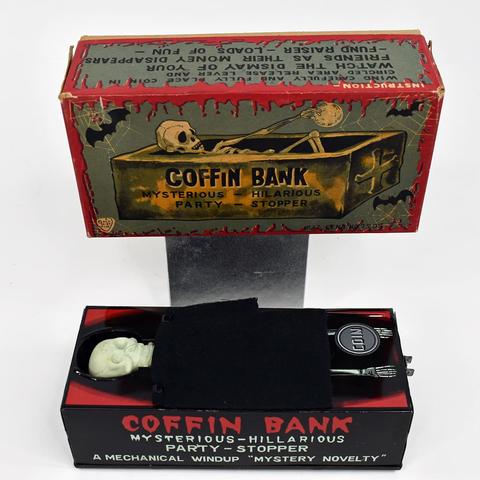 -INSTRUCTION-
WIND CAREFULLY AND FULLY PLACE COIN IN
CIRCLED AREA RELEASE LEVER AND
WATCH THE DISMAY OF YOUR
FRIENDS AS THEIR MONEY DISAPPEARS
-FUND RAISER-LOADS OF FUN-
COFFIN BANK
MYSTERIOUS - HILARIOUS
PARTY - STOPPER
COIN
COFFIN BANK
MYSTERIOUS-HILLARIOUS
PARTY-STOPPER
A MECHANICAL WINDUP "MYSTERY NOVELTY"